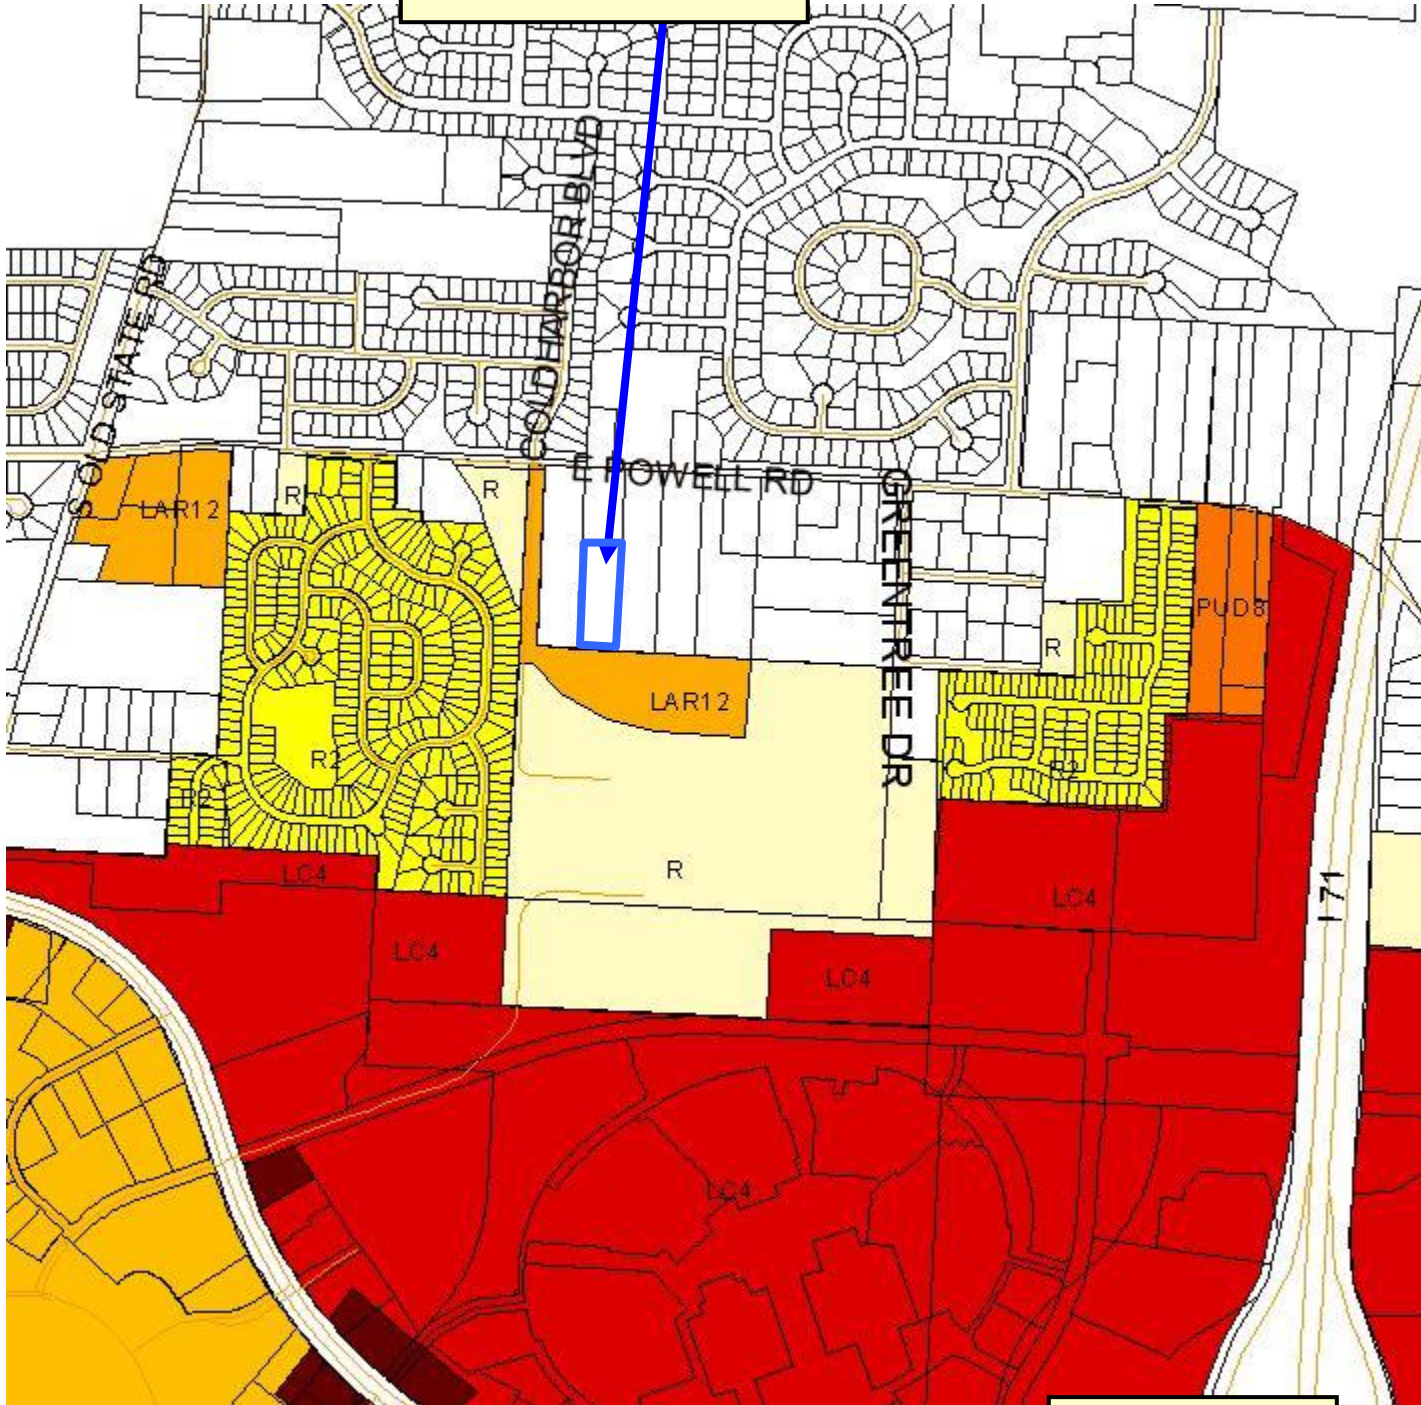 COLDHARBOR BLVD
S OLD STATE RD
E POWELL RD
GREENTREE DR
LAR12
R
R
R
PUD8
LAR12
R2
R2
R2
R
LC4
LC4
LC4
LC4
LC4
I 71